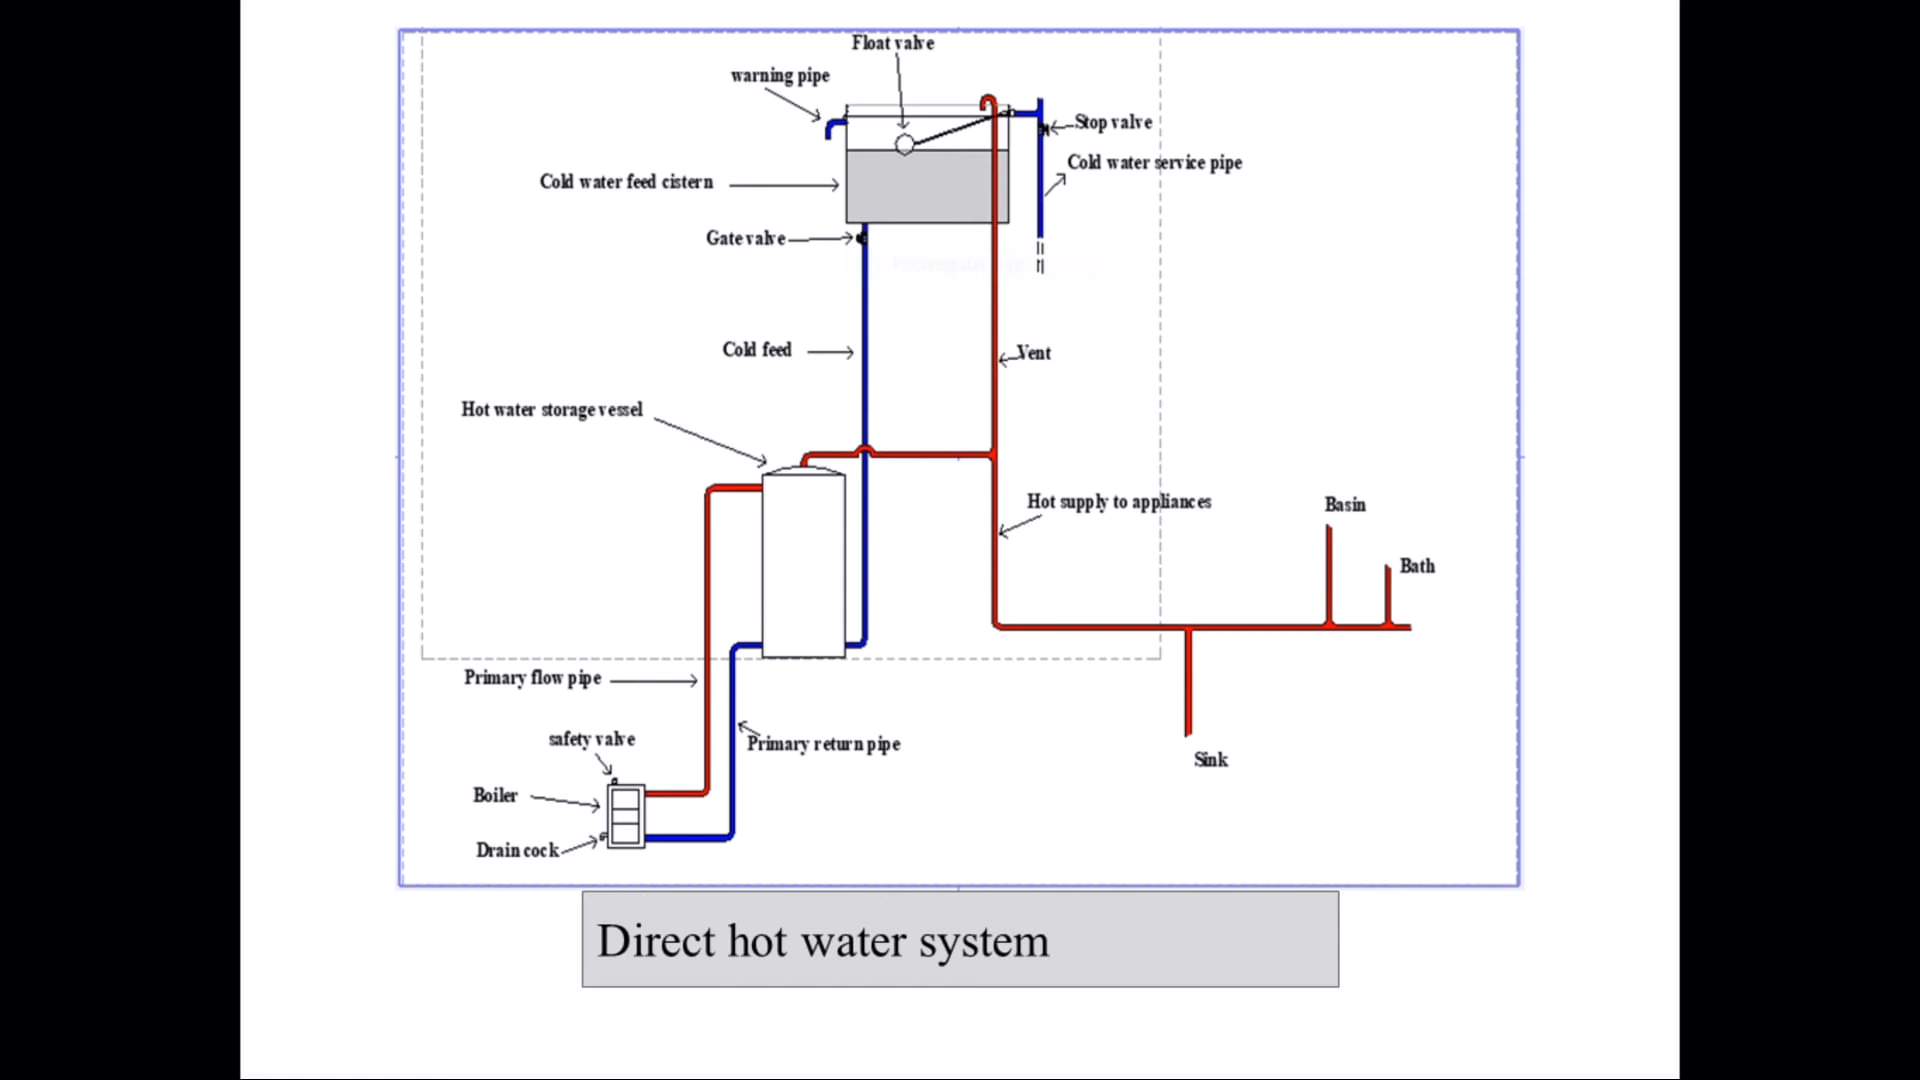 Float valve
warning pipe
Stop valve
Cold water service pipe
Cold water feed cistern
Gate valve
Cold feed
Vent
Hot water storage vessel
Hot supply to appliances
Basin
Bath
Primary flow pipe
safety valve
Primary return pipe
Sink
Boiler
Drain cock
Direct hot water system